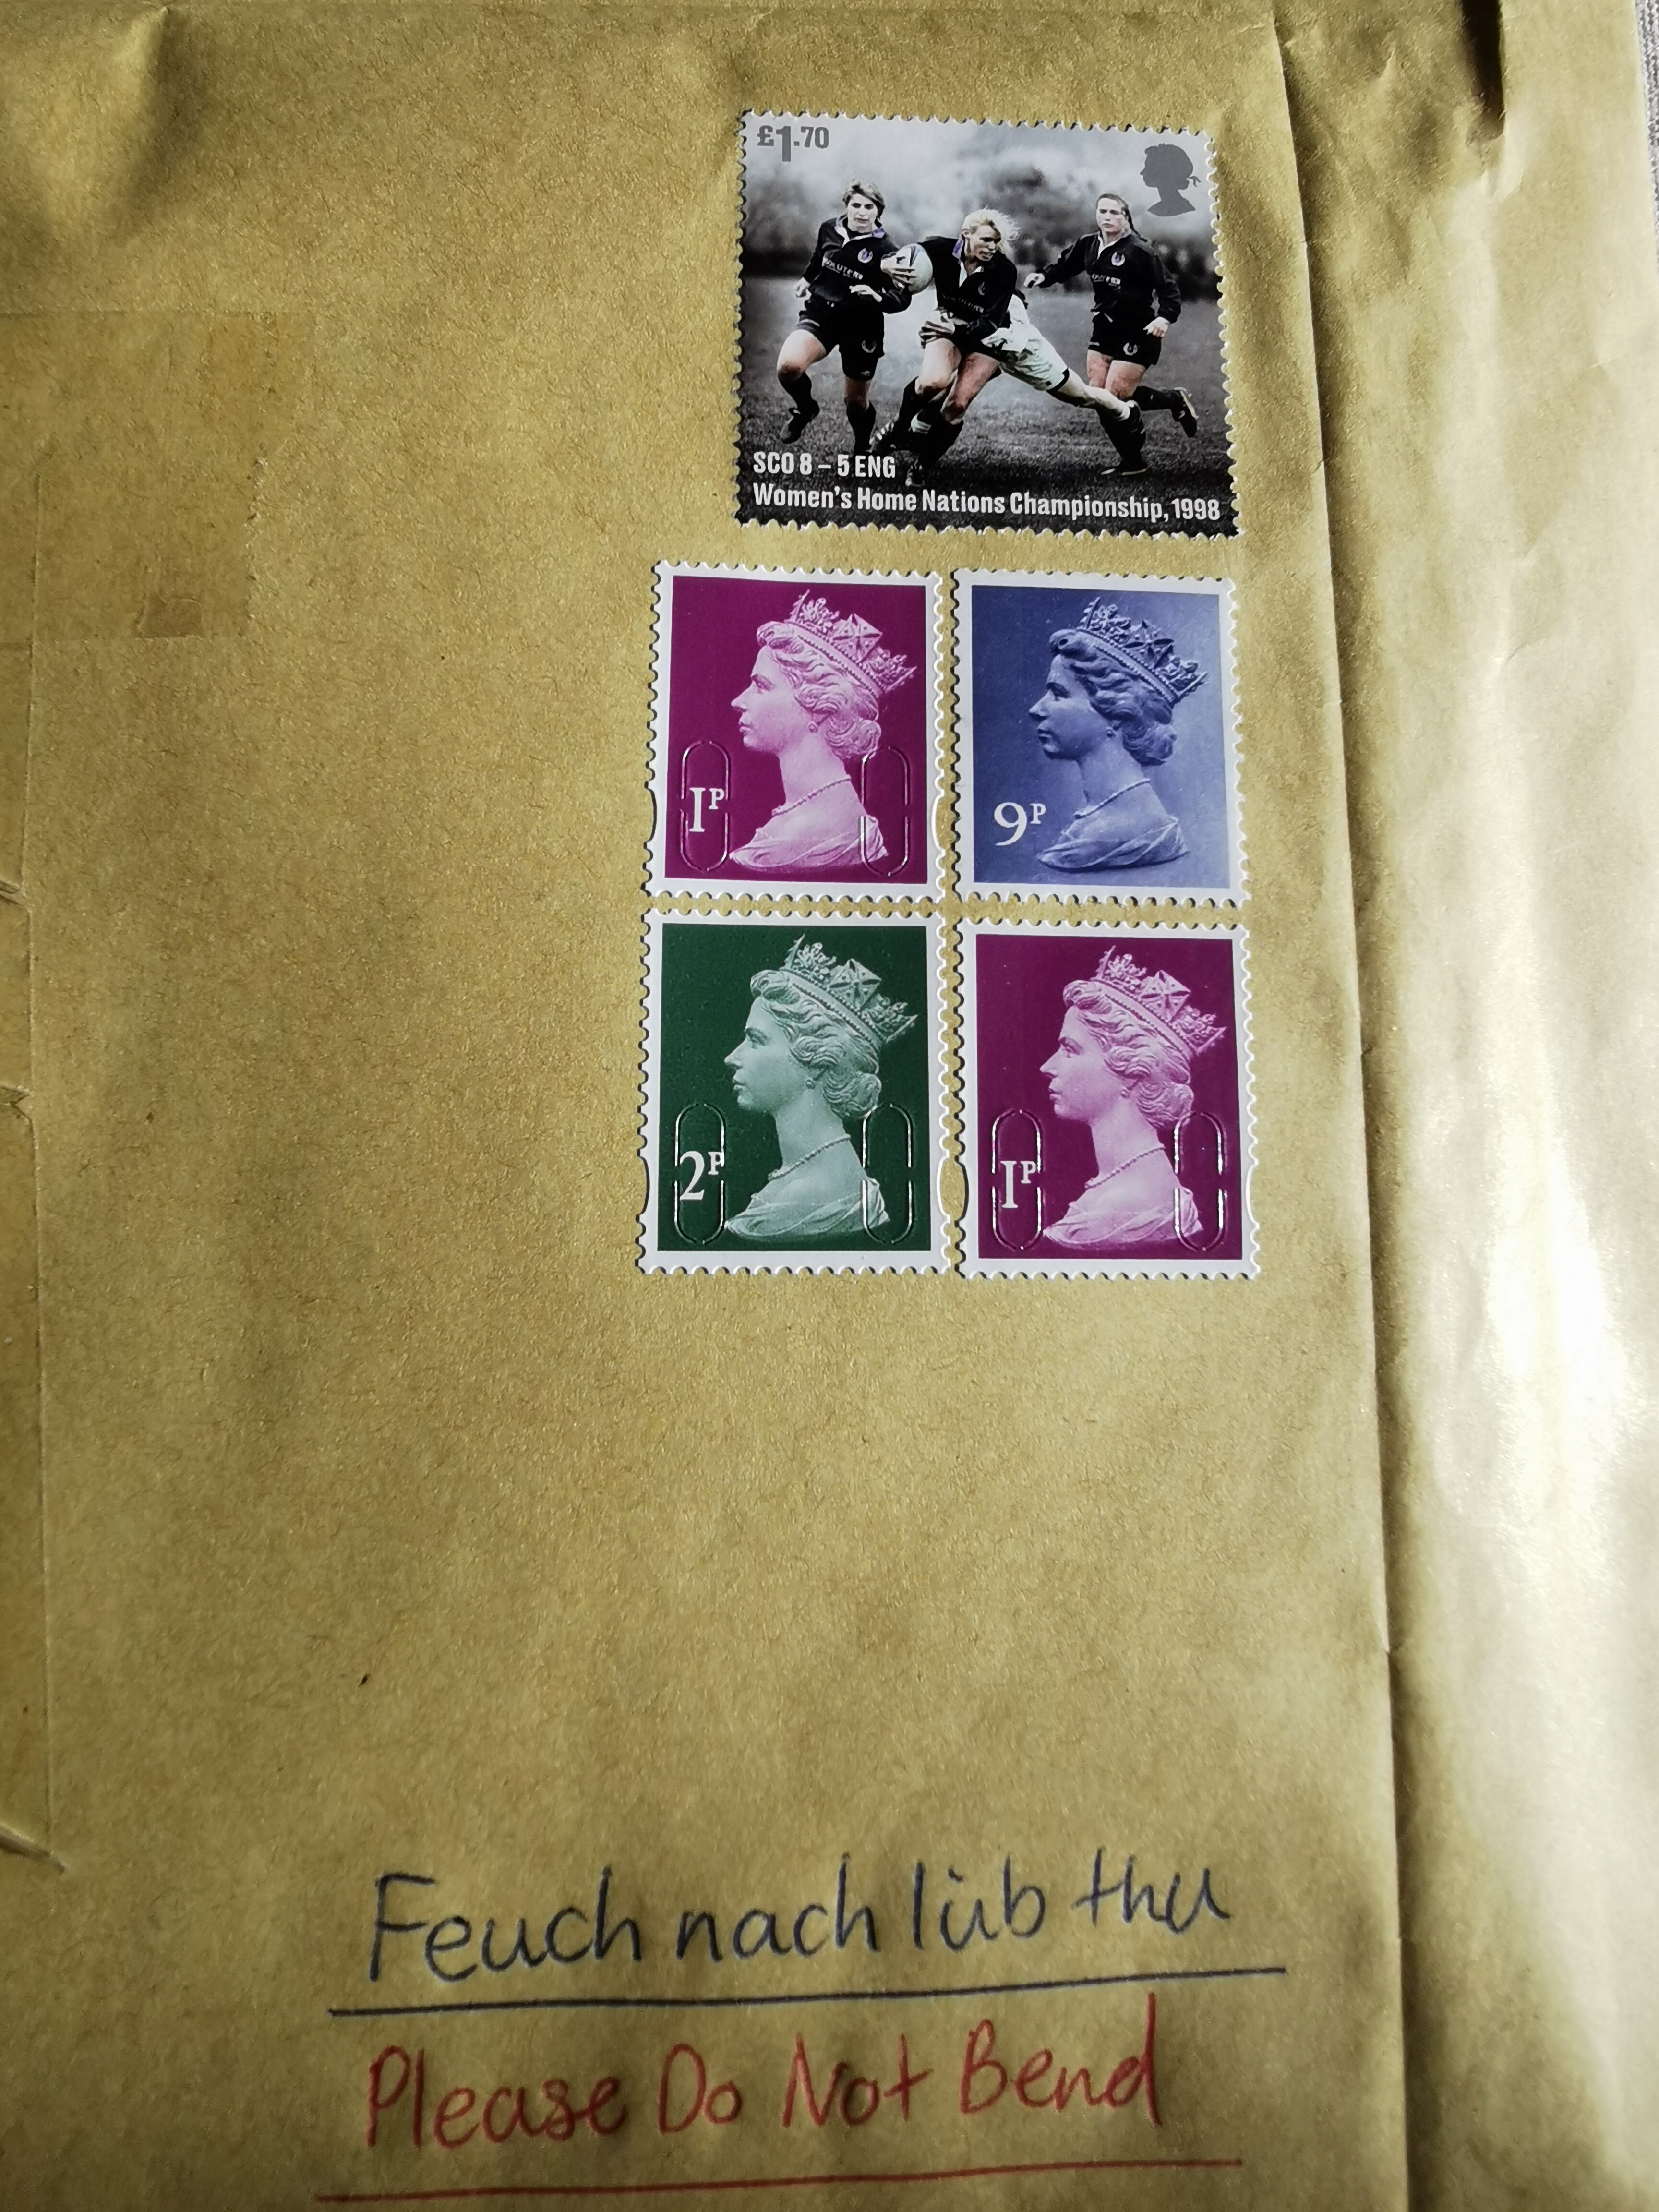 £1.70
SCO 8 – 5 ENG
Women's Home Nations Championship, 1998
1P
9P
2P
1P
Feuch nach lùb thu
Please Do Not Bend